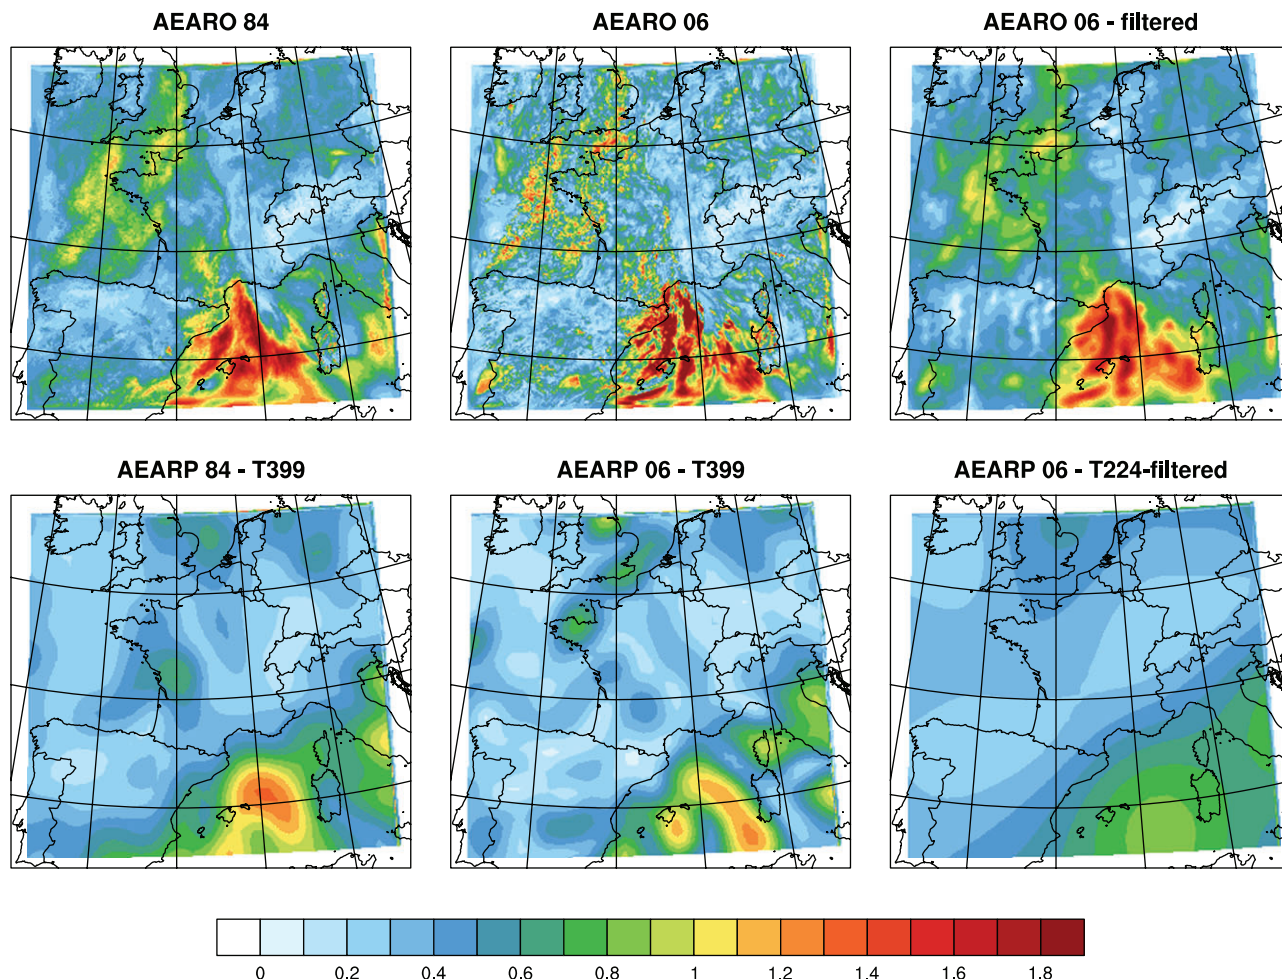 AEARO 84 AEARO 06 AEARO 06 - filtered
AEARP 84 - T399 AEARP 06 - T399 AEARP 06 - T224-filtered
0 0.2 0.4 0.6 0.8 1 1.2 1.4 1.6 1.8